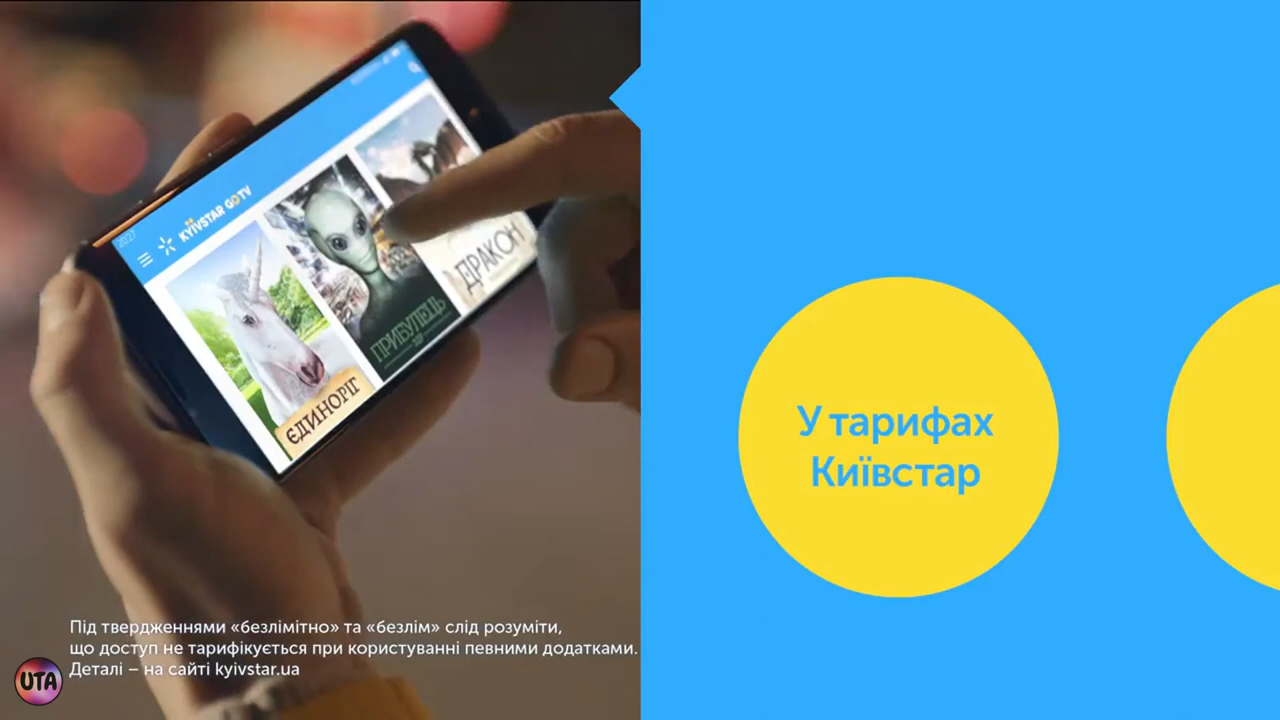 KYЇVSTAR GO TV
ЄДИНОРІГ
ПРИБУЛЕЦЬ
ДРАКОН
У тарифах
Київстар
Під твердженнями «безлімітно» та «безлім» слід розуміти,
що доступ не тарифікується при користуванні певними додатками.
Деталі – на сайті kyivstar.ua
UTA